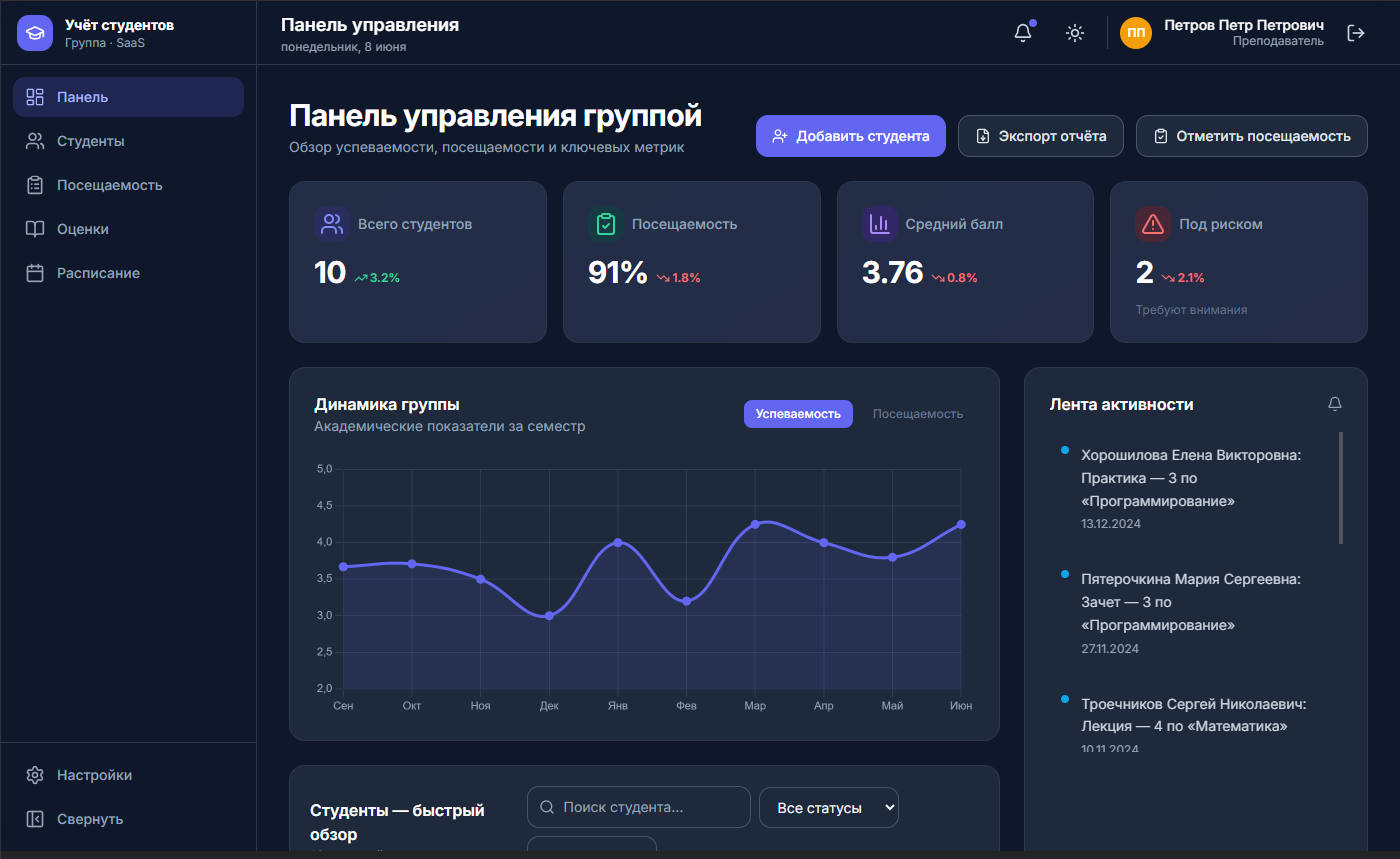 Учёт студентов
Группа · SaaS
Панель
Студенты
Посещаемость
Оценки
Расписание
Настройки
Свернуть
Панель управления
понедельник, 8 июня
ПП
Петров Петр Петрович
Преподаватель
Панель управления группой
Обзор успеваемости, посещаемости и ключевых метрик
Добавить студента
Экспорт отчёта
Отметить посещаемость
Всего студентов
10 3.2%
Посещаемость
91% 1.8%
Средний балл
3.76 0.8%
Под риском
2 2.1%
Требуют внимания
Динамика группы
Академические показатели за семестр
Успеваемость
Посещаемость
5,0
4,5
4,0
3,5
3,0
2,5
2,0
Сен Окт Ноя Дек Янв Фев Мар Апр Май Июн
Лента активности
Хорошилова Елена Викторовна:
Практика — 3 по
«Программирование»
13.12.2024
Пятерочкина Мария Сергеевна:
Зачет — 3 по
«Программирование»
27.11.2024
Троечников Сергей Николаевич:
Лекция — 4 по «Математика»
10.11.2024
Студенты — быстрый
обзор
Поиск студента...
Все статусы